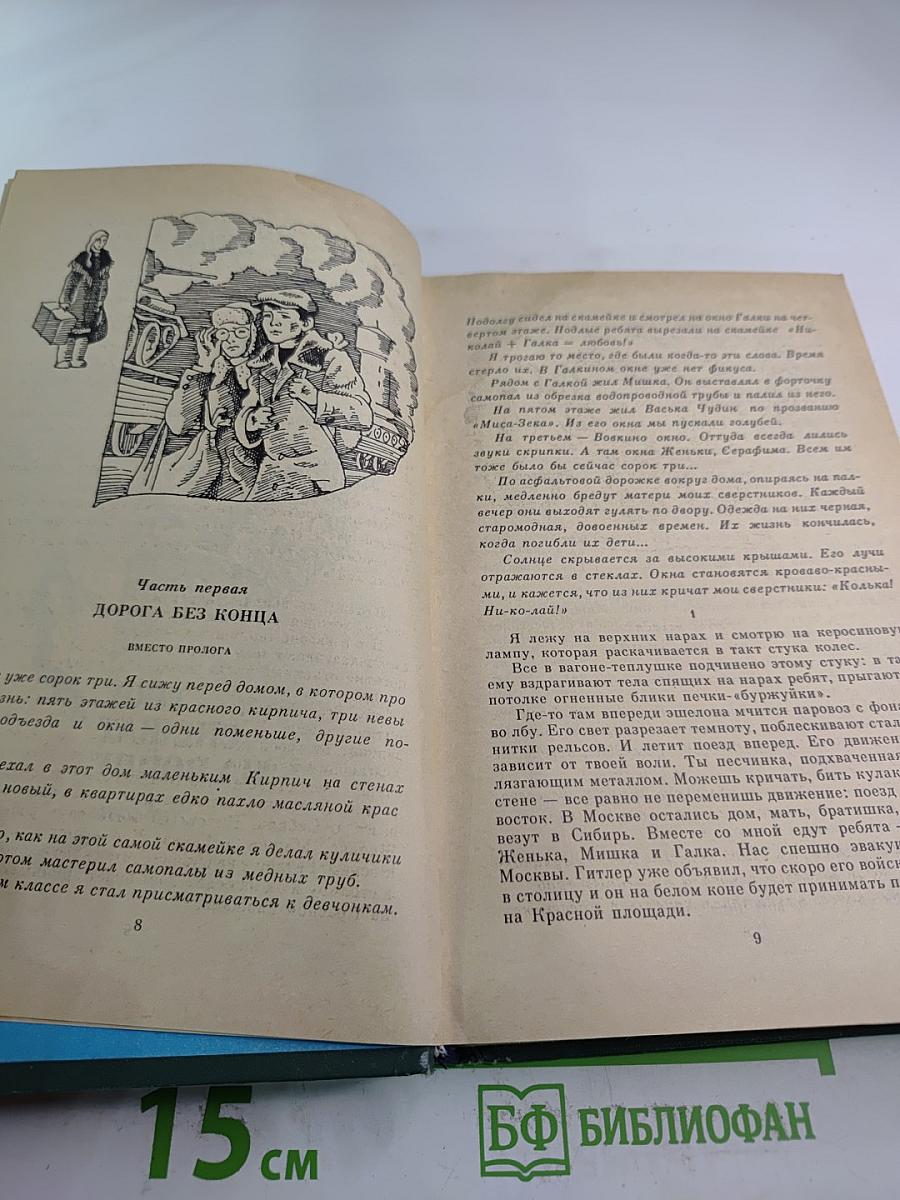 Часть первая
ДОРОГА БЕЗ КОНЦА
ВМЕСТО ПРОЛОГА
уже сорок три. Я сижу перед домом, в котором про
знь: пять этажей из красного кирпича, три невы
одъезда и окна — одни поменьше, другие по-
ехал в этот дом маленьким Кирпич на стенах
новый, в квартирах едко пахло масляной крас
о, как на этой самой скамейке я делал куличики
отом мастерил самопалы из медных труб.
м классе я стал присматриваться к девчонкам.
8
Подолгу сидел на скамейке и смотрел на окно Галки на чет-
вертом этаже. Подлые ребята вырезали на скамейке «Ни-
колай + Галка = любовь!»
Я трогаю то место, где были когда-то эти слова. Время
стерло их. В Галкином окне уже нет фикуса.
Рядом с Галкой жил Мишка. Он выставлял в форточку
самопал из обрезка водопроводной трубы и палил из него.
На пятом этаже жил Васька Чудин по прозванию
«Миса-Зека». Из его окна мы пускали голубей.
На третьем — Вовкино окно. Оттуда всегда лились
звуки скрипки. А там окна Женьки, Серафима. Всем им
тоже было бы сейчас сорок три...
По асфальтовой дорожке вокруг дома, опираясь на пал-
ки, медленно бредут матери моих сверстников. Каждый
вечер они выходят гулять по двору. Одежда на них черная,
старомодная, довоенных времен. Их жизнь кончилась,
когда погибли их дети...
Солнце скрывается за высокими крышами. Его лучи
отражаются в стеклах. Окна становятся кроваво-красны-
ми, и кажется, что из них кричат мои сверстники: «Колька!
Ни-ко-лай!»
1
Я лежу на верхних нарах и смотрю на керосиновую
лампу, которая раскачивается в такт стука колес.
Все в вагоне-теплушке подчинено этому стуку: в та
ему вздрагивают тела спящих на нарах ребят, прыгают
потолке огненные блики печки-«буржуйки».
Где-то там впереди эшелона мчится паровоз с фона
во лбу. Его свет разрезает темноту, поблескивают стал
нитки рельсов. И летит поезд вперед. Его движен
зависит от твоей воли. Ты песчинка, подхваченная
лязгающим металлом. Можешь кричать, бить кулак
стене — все равно не переменишь движение: поезд
восток. В Москве остались дом, мать, братишка,
везут в Сибирь. Вместо со мной едут ребята —
Женька, Мишка и Галка. Нас спешно эвакуи
Москвы. Гитлер уже объявил, что скоро его войск
в столицу и он на белом коне будет принимать п
на Красной площади.
9
15 см
БФ БИБЛИОФАН